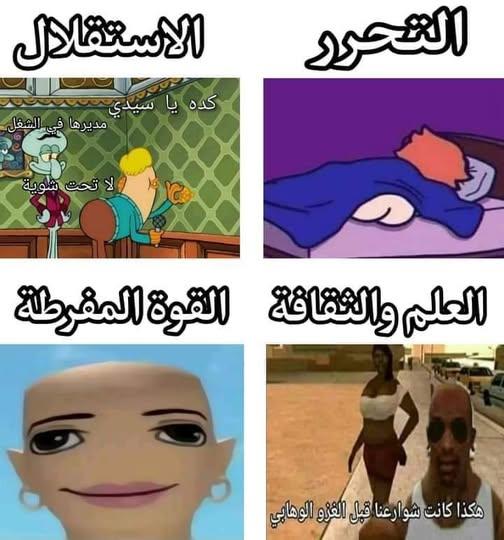 التحرر
الاستقلال
كده يا سيدي
مديرها في الشغل
لا تحت شوية
العلم والثقافة
القوة المفرطة
هكذا كانت شوارعنا قبل الغزو الوهابي